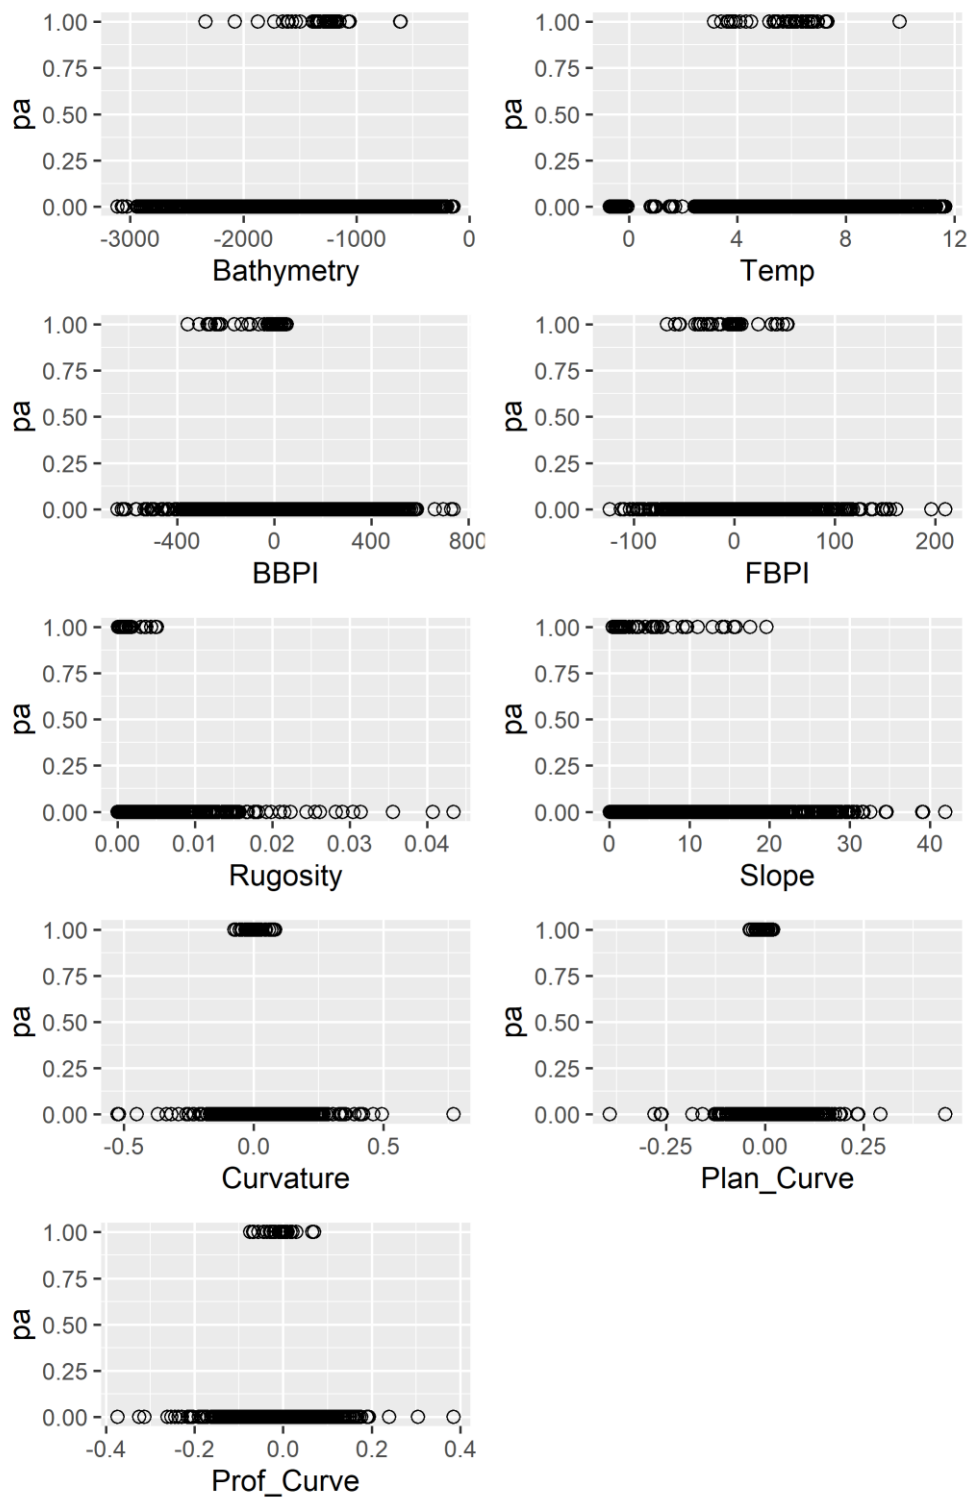 1.00 1.00
0.75 0.75
pa pa
0.50 0.50
0.25 0.25
0.00 0.00
-3000 -2000 -1000 0 0 4 8 12
Bathymetry Temp
1.00 1.00
0.75 0.75
pa pa
0.50 0.50
0.25 0.25
0.00 0.00
-400 0 400 800 -100 0 100 200
BBPI FBPI
1.00 1.00
0.75 0.75
pa pa
0.50 0.50
0.25 0.25
0.00 0.00
0.00 0.01 0.02 0.03 0.04 0 10 20 30 40
Rugosity Slope
1.00 1.00
0.75 0.75
pa pa
0.50 0.50
0.25 0.25
0.00 0.00
-0.5 0.0 0.5 -0.25 0.00 0.25
Curvature Plan_Curve
1.00
0.75
pa
0.50
0.25
0.00
-0.4 -0.2 0.0 0.2 0.4
Prof_Curve